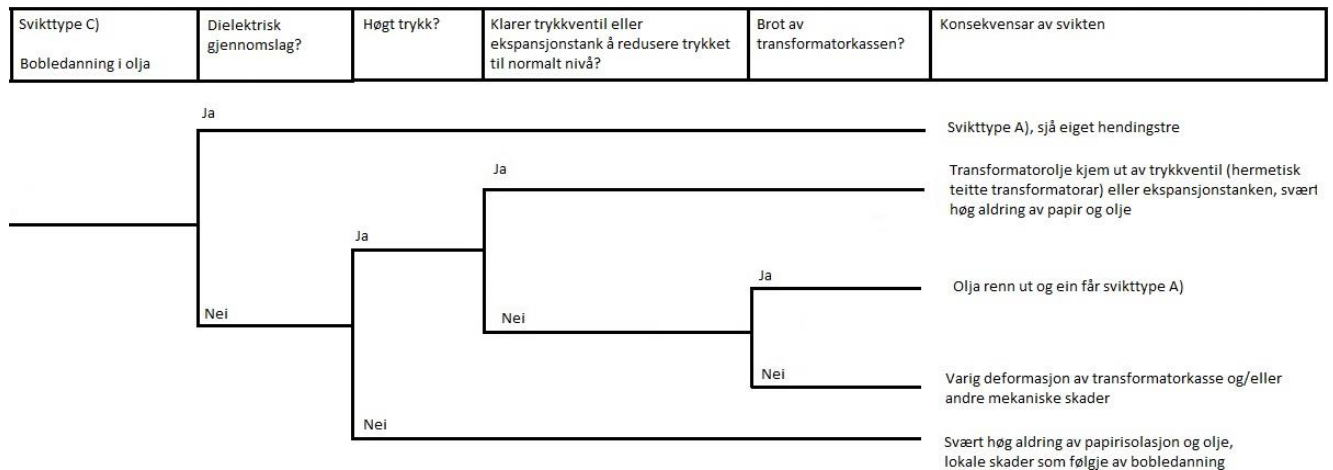 Svikttype C)
Bobledanning i olja
Dielektrisk
gjennomslag?
Høgt trykk?
Klarer trykkventil eller
ekspansjonstank å redusere trykket
til normalt nivå?
Brot av
transformatorkassen?
Konsekvensar av svikten
Ja
Svikttype A), sjå eiget hendingstre
Ja
Transformatorolje kjem ut av trykkventil (hermetisk
teitte transformatorar) eller ekspansjonstanken, svært
høg aldring av papir og olje
Ja
Ja
Olja renn ut og ein får svikttype A)
Nei
Nei
Nei
Varig deformasjon av transformatorkasse og/eller
andre mekaniske skader
Nei
Svært høg aldring av papirisolasjon og olje,
lokale skader som følgje av bobledanning